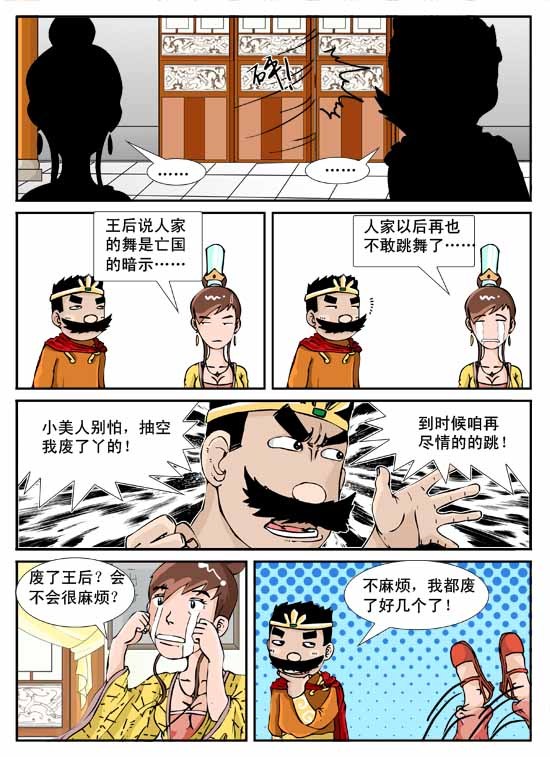 砰!
……
……
王后说人家
的舞是亡国
的暗示……
人家以后再也
不敢跳舞了……
小美人别怕，抽空
我废了丫的！
到时候咱再
尽情的的跳！
废了王后？会
不会很麻烦？
不麻烦，我都废
了好几个了！